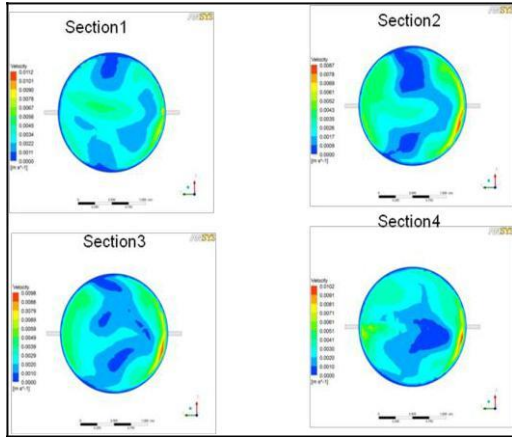 Section1
ANSYS
Velocity
0.0112
0.0101
0.0090
0.0078
0.0067
0.0056
0.0045
0.0034
0.0022
0.0011
0.0000
[m s^-1]
Section2
ANSYS
Velocity
0.0087
0.0078
0.0069
0.0060
0.0052
0.0043
0.0035
0.0026
0.0017
0.0009
0.0000
[m s^-1]
Section3
ANSYS
Velocity
0.0098
0.0088
0.0078
0.0069
0.0059
0.0049
0.0039
0.0029
0.0020
0.0010
0.0000
[m s^-1]
Section4
ANSYS
Velocity
0.0102
0.0091
0.0081
0.0071
0.0061
0.0051
0.0041
0.0030
0.0020
0.0010
0.0000
[m s^-1]